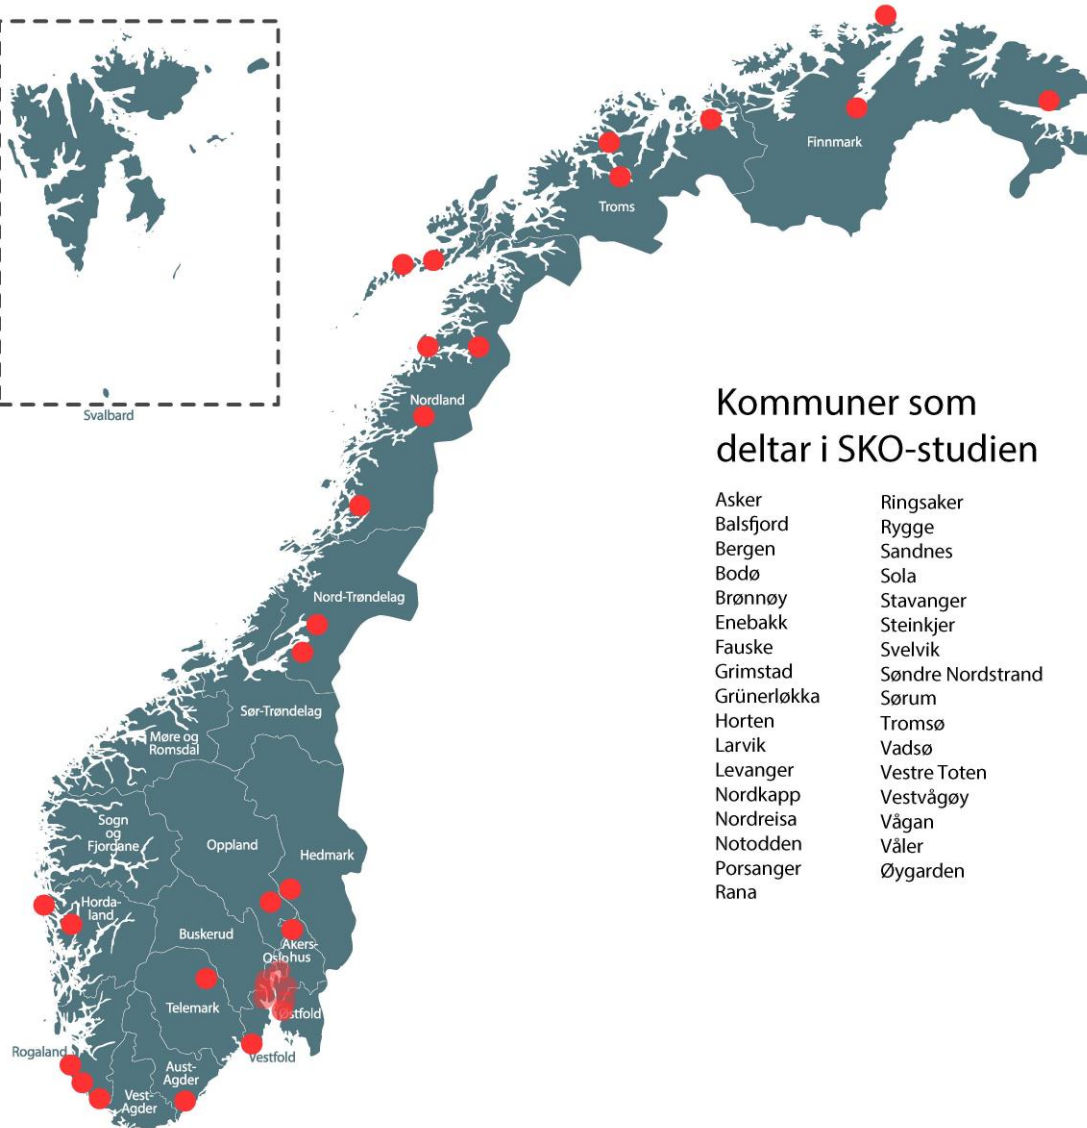 Finnmark
Troms
Svalbard
Nordland
Kommuner som
deltar i SKO-studien
Asker
Balsfjord
Bergen
Bodø
Brønnøy
Enebakk
Fauske
Grimstad
Grünerløkka
Horten
Larvik
Levanger
Nordkapp
Nordreisa
Notodden
Porsanger
Rana
Ringsaker
Rygge
Sandnes
Sola
Stavanger
Steinkjer
Svelvik
Søndre Nordstrand
Sørum
Tromsø
Vadsø
Vestre Toten
Vestvågøy
Vågan
Våler
Øygarden
Nord-Trøndelag
Sør-Trøndelag
Møre og
Romsdal
Sogn
og
Fjordane
Oppland
Hedmark
Horda-
land
Buskerud
Akers-
hus
Oslo
Telemark
Østfold
Vestfold
Rogaland
Aust-
Agder
Vest-
Agder